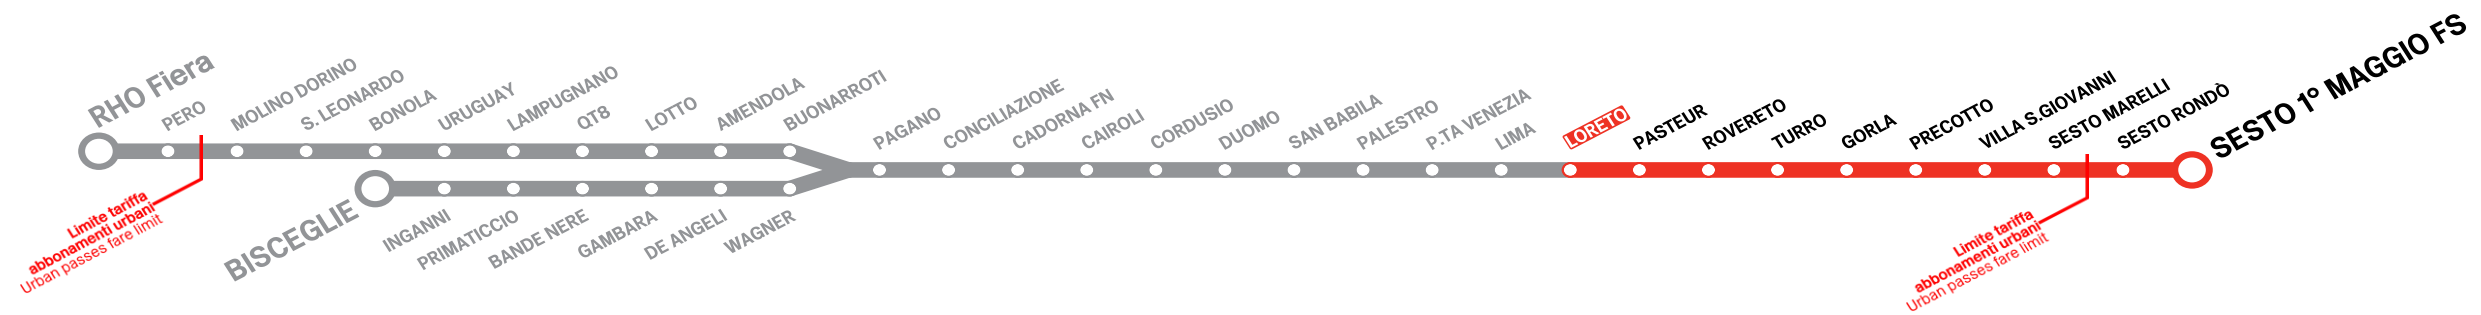 RHO Fiera
PERO
MOLINO DORINO
S. LEONARDO
BONOLA
URUGUAY
LAMPUGNANO
QT8
LOTTO
AMENDOLA
BUONARROTI
PAGANO
CONCILIAZIONE
CADORNA FN
CAIROLI
CORDUSIO
DUOMO
SAN BABILA
PALESTRO
P.TA VENEZIA
LIMA
LORETO
PASTEUR
ROVERETO
TURRO
GORLA
PRECOTTO
VILLA S.GIOVANNI
SESTO MARELLI
SESTO RONDÒ
SESTO 1° MAGGIO FS
Limite tariffa
abbonamenti urbani
Urban passes fare limit
BISCEGLIE
INGANNI
PRIMATICCIO
BANDE NERE
GAMBARA
DE ANGELI
WAGNER
Limite tariffa
abbonamenti urbani
Urban passes fare limit